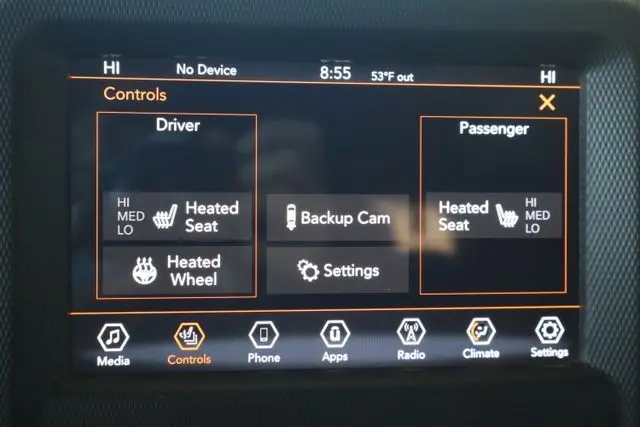 HI No Device 8:55 53°F out HI
Controls
Driver
Passenger
HI
MED
LO
Heated
Seat
Backup Cam
Heated
Seat
HI
MED
LO
Heated
Wheel
Settings
Media Controls Phone Apps Radio Climate Settings